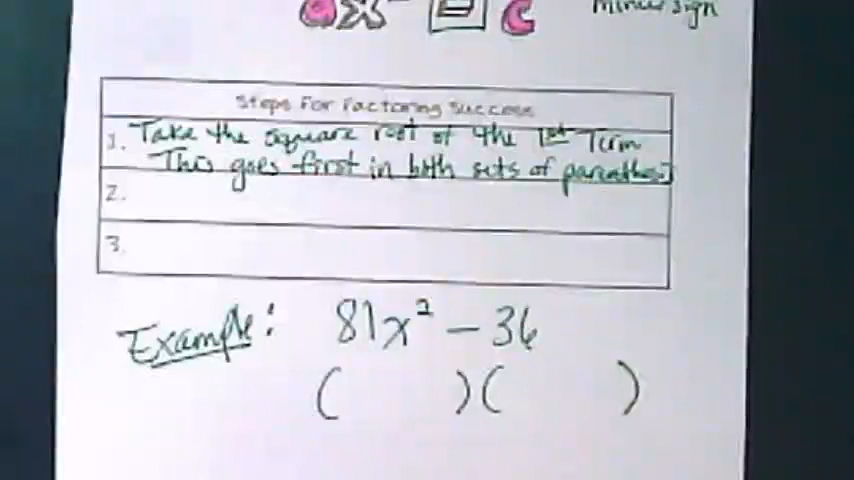 ax² - c
minus sign
Steps For Factoring Success
1. Take the square root of the 1st Term
This goes first in both sets of parenthesis
2.
3.
Example: 81x² - 36
( )( )